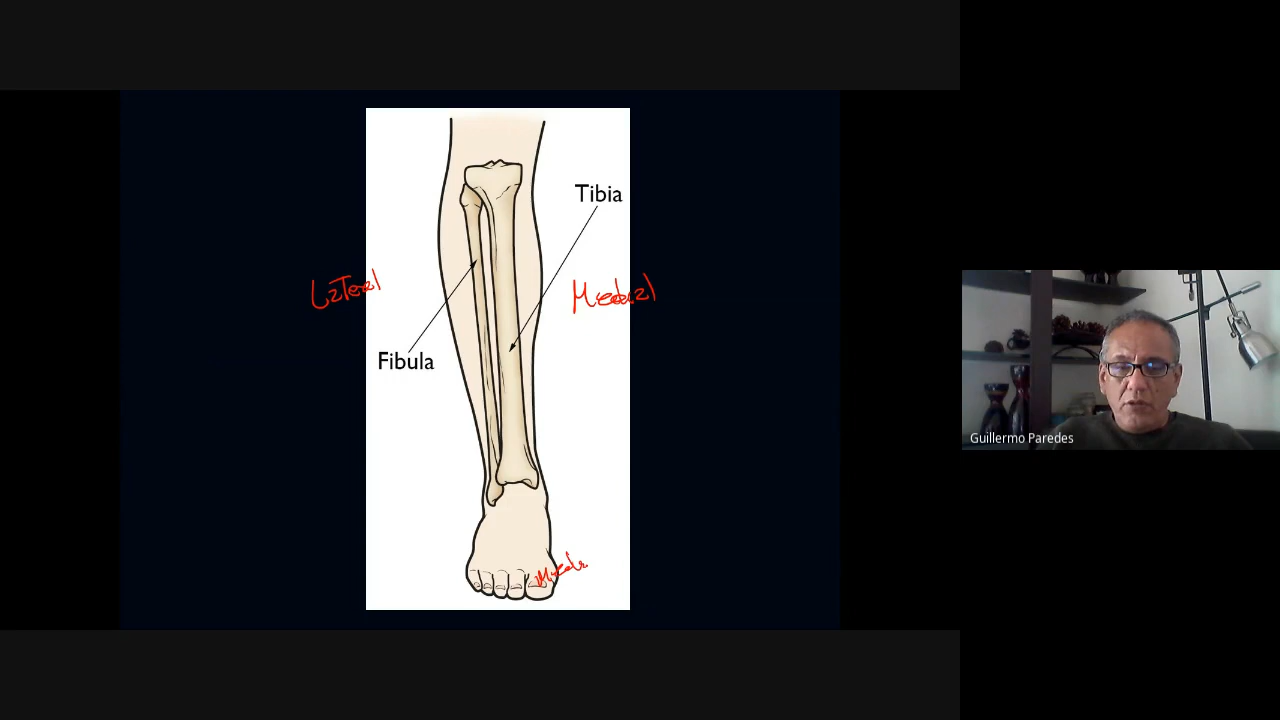 Tibia
Lateral
Medial
Fibula
Guillermo Paredes